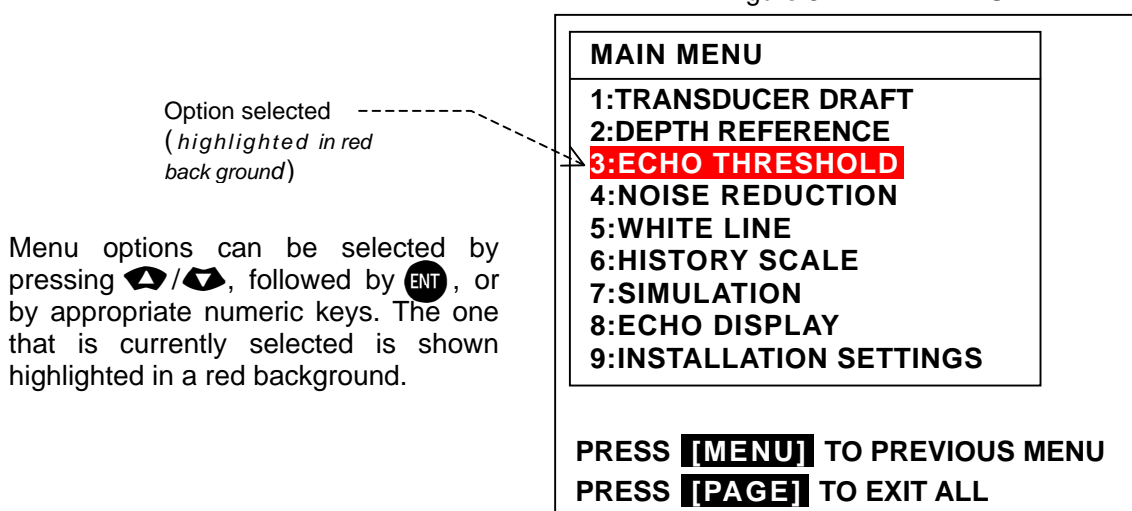 MAIN MENU
1:TRANSDUCER DRAFT
2:DEPTH REFERENCE
3:ECHO THRESHOLD
4:NOISE REDUCTION
5:WHITE LINE
6:HISTORY SCALE
7:SIMULATION
8:ECHO DISPLAY
9:INSTALLATION SETTINGS
PRESS [MENU] TO PREVIOUS MENU
PRESS [PAGE] TO EXIT ALL
Option selected
(highlighted in red
back ground)
Menu options can be selected by
pressing / , followed by ENT , or
by appropriate numeric keys. The one
that is currently selected is shown
highlighted in a red background.